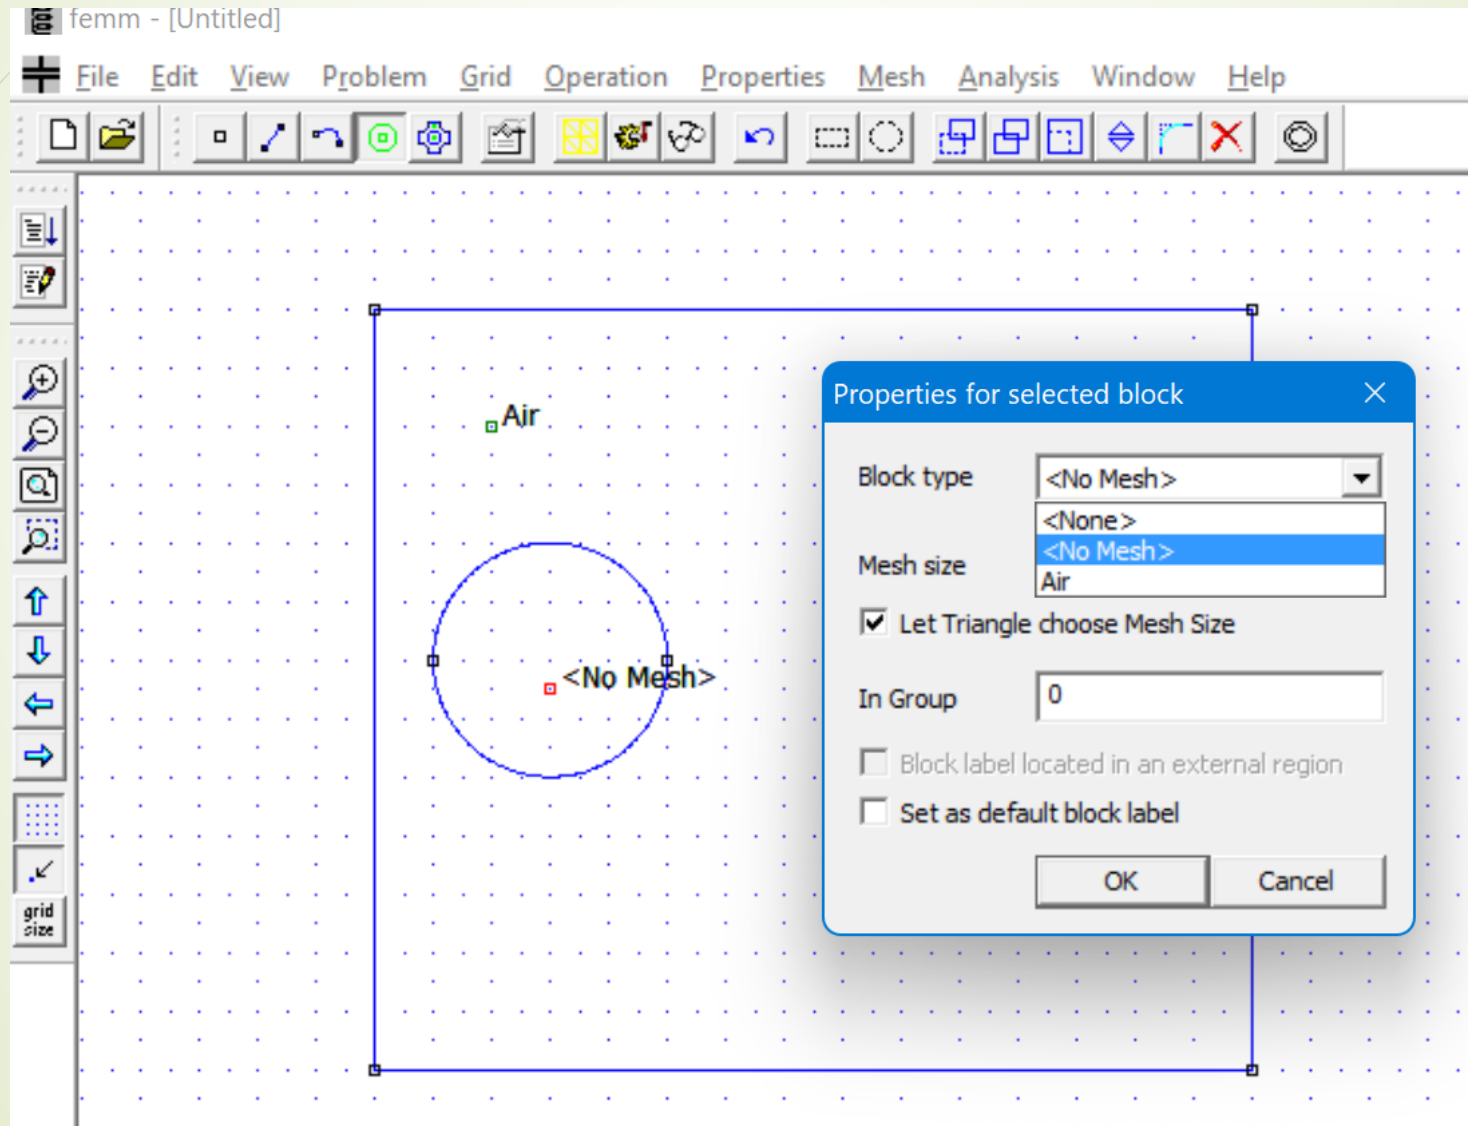 femm - [Untitled]
File Edit View Problem Grid Operation Properties Mesh Analysis Window Help
grid
size
Air
<No Mesh>
Properties for selected block
Block type <No Mesh>
<None>
<No Mesh>
Air
Mesh size
Let Triangle choose Mesh Size
In Group 0
Block label located in an external region
Set as default block label
OK Cancel